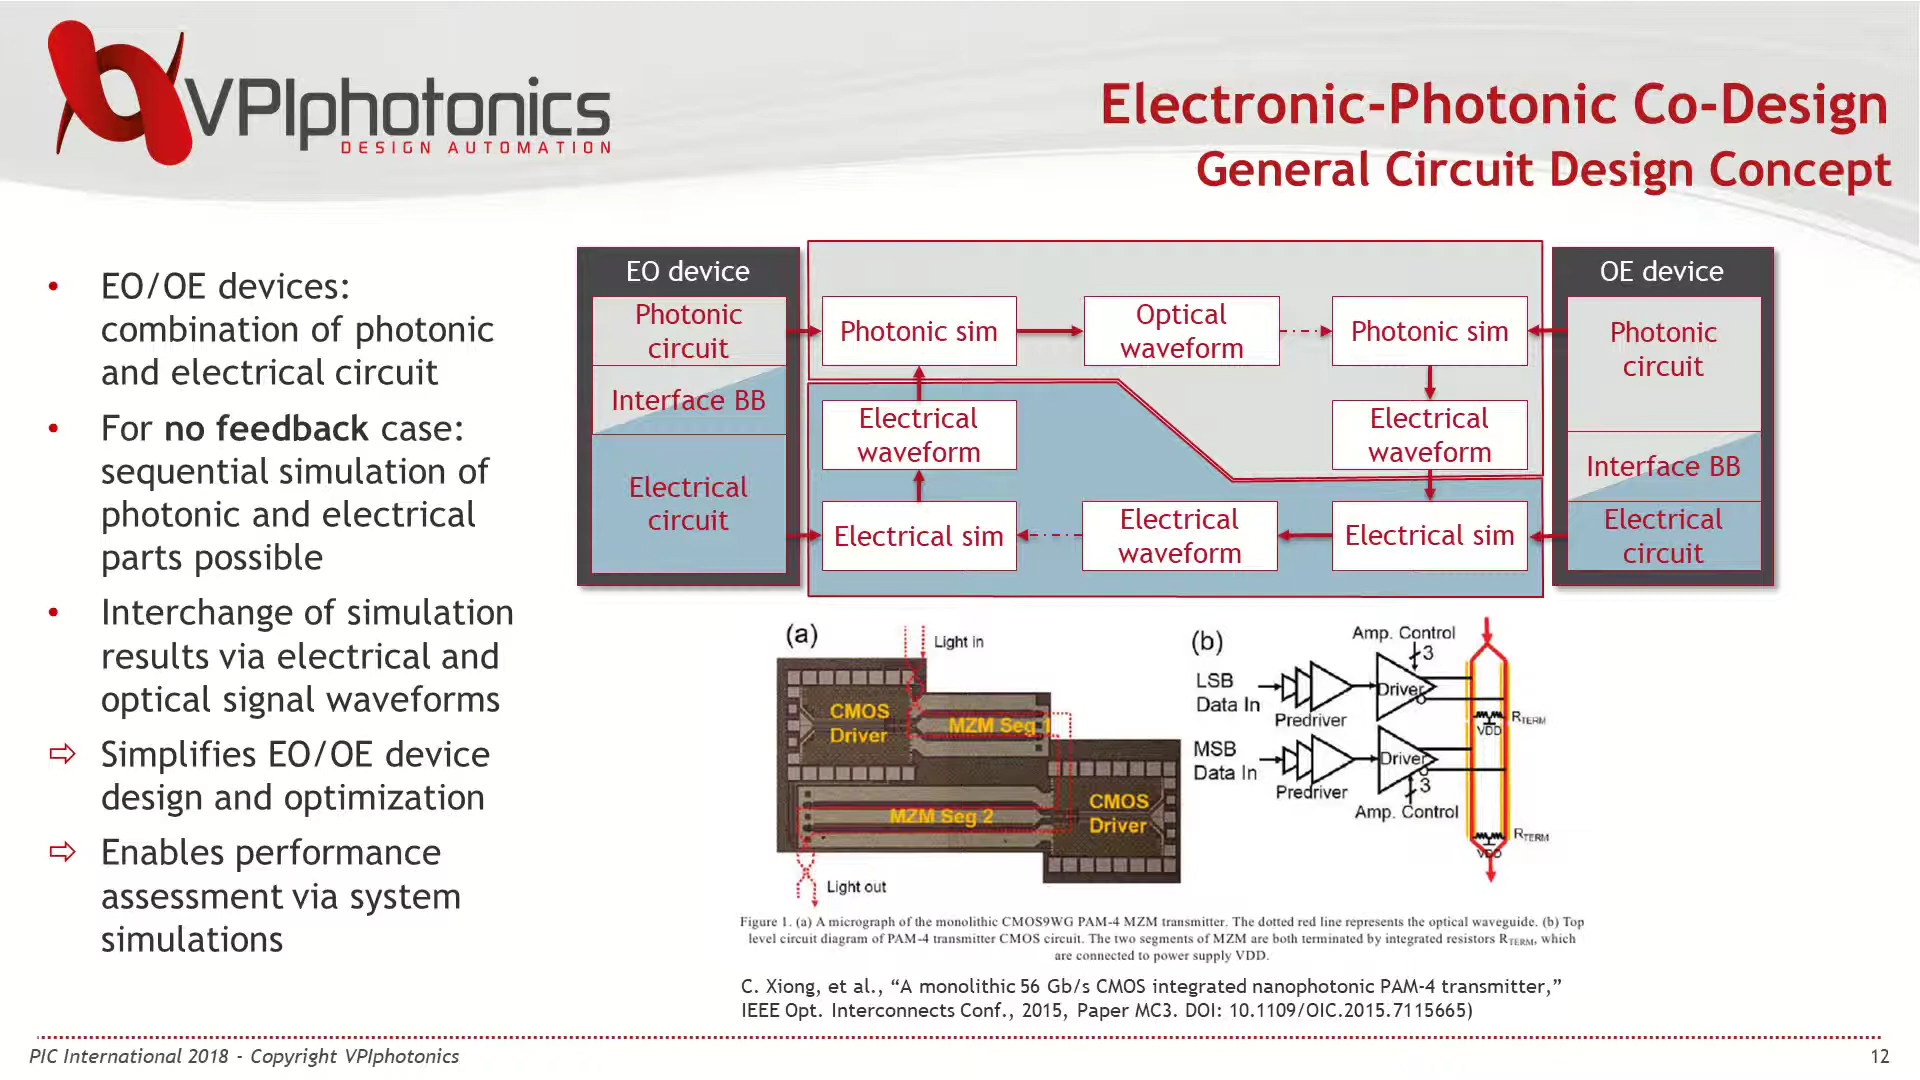 VPIphotonics
DESIGN AUTOMATION
Electronic-Photonic Co-Design
General Circuit Design Concept
• EO/OE devices:
combination of photonic
and electrical circuit
• For no feedback case:
sequential simulation of
photonic and electrical
parts possible
• Interchange of simulation
results via electrical and
optical signal waveforms
⇨ Simplifies EO/OE device
design and optimization
⇨ Enables performance
assessment via system
simulations
EO device
Photonic
circuit
Interface BB
Electrical
circuit
Photonic sim
Optical
waveform
Photonic sim
Electrical
waveform
Electrical
waveform
Electrical sim
Electrical
waveform
Electrical sim
OE device
Photonic
circuit
Interface BB
Electrical
circuit
(a)
Light in
CMOS
Driver
MZM Seg 1
MZM Seg 2
CMOS
Driver
Light out
(b)
Amp. Control
3
LSB
Data In
Predriver
Driver
RTERM
VDD
MSB
Data In
Predriver
Driver
3
Amp. Control
RTERM
VDD
Figure 1. (a) A micrograph of the monolithic CMOS9WG PAM-4 MZM transmitter. The dotted red line represents the optical waveguide. (b) Top
level circuit diagram of PAM-4 transmitter CMOS circuit. The two segments of MZM are both terminated by integrated resistors RTERM, which
are connected to power supply VDD.
C. Xiong, et al., “A monolithic 56 Gb/s CMOS integrated nanophotonic PAM-4 transmitter,”
IEEE Opt. Interconnects Conf., 2015, Paper MC3. DOI: 10.1109/OIC.2015.7115665)
PIC International 2018 - Copyright VPIphotonics
12